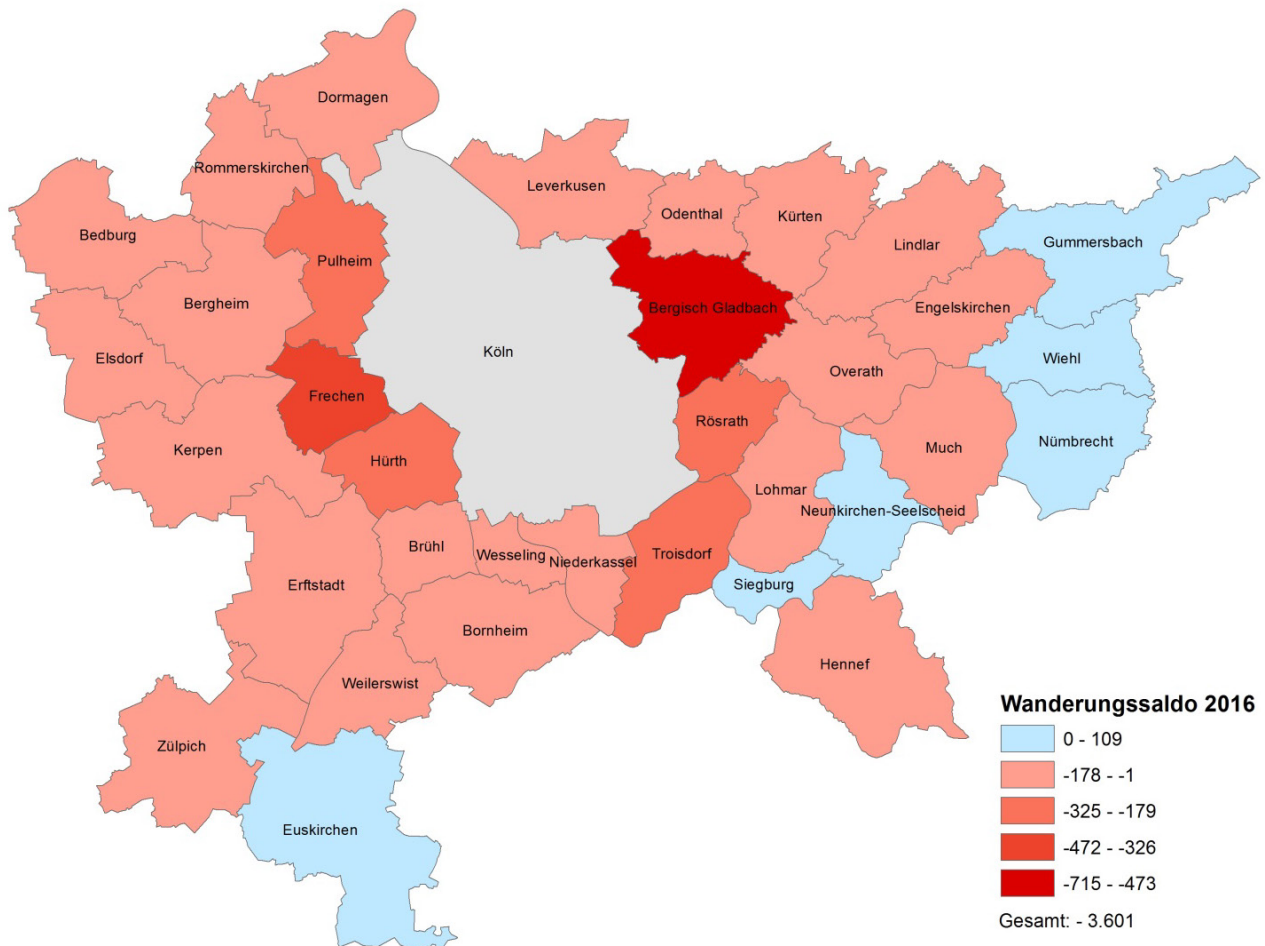 Dormagen
Rommerskirchen
Leverkusen
Odenthal
Kürten
Bedburg
Pulheim
Lindlar
Gummersbach
Bergheim
Bergisch Gladbach
Engelskirchen
Elsdorf
Köln
Wiehl
Overath
Frechen
Rösrath
Nümbrecht
Kerpen
Hürth
Much
Lohmar
Neunkirchen-Seelscheid
Brühl
Wesseling
Niederkassel
Troisdorf
Siegburg
Erftstadt
Bornheim
Hennef
Weilerswist
Zülpich
Euskirchen
Wanderungssaldo 2016
0 - 109
-178 - -1
-325 - -179
-472 - -326
-715 - -473
Gesamt: - 3.601